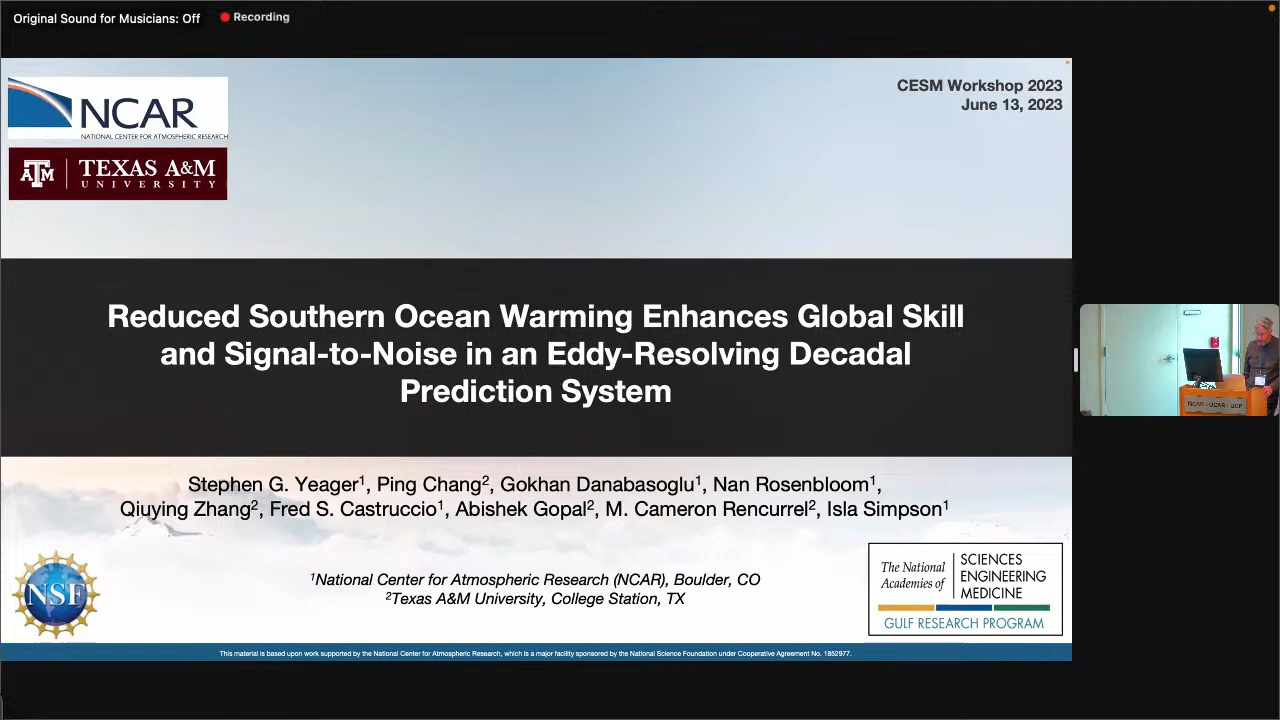 Original Sound for Musicians: Off
Recording
NCAR
NATIONAL CENTER FOR ATMOSPHERIC RESEARCH
CESM Workshop 2023
June 13, 2023
ATM
TEXAS A&M
UNIVERSITY
Reduced Southern Ocean Warming Enhances Global Skill
and Signal-to-Noise in an Eddy-Resolving Decadal
Prediction System
NCAR · UCAR · UCP
Stephen G. Yeager¹, Ping Chang², Gokhan Danabasoglu¹, Nan Rosenbloom¹,
Qiuying Zhang², Fred S. Castruccio¹, Abishek Gopal², M. Cameron Rencurrel², Isla Simpson¹
¹National Center for Atmospheric Research (NCAR), Boulder, CO
²Texas A&M University, College Station, TX
NSF
The National
Academies of
SCIENCES
ENGINEERING
MEDICINE
GULF RESEARCH PROGRAM
This material is based upon work supported by the National Center for Atmospheric Research, which is a major facility sponsored by the National Science Foundation under Cooperative Agreement No. 1852977.